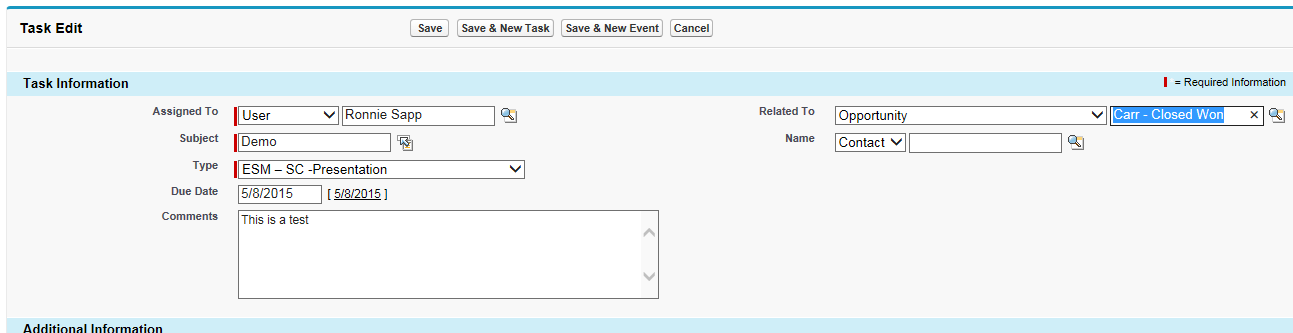 Task Edit Save Save & New Task Save & New Event Cancel
Task Information = Required Information
Assigned To User Ronnie Sapp Related To Opportunity Carr - Closed Won
Subject Demo Name Contact
Type ESM – SC -Presentation
Due Date 5/8/2015 [ 5/8/2015 ]
Comments This is a test
Additional Information